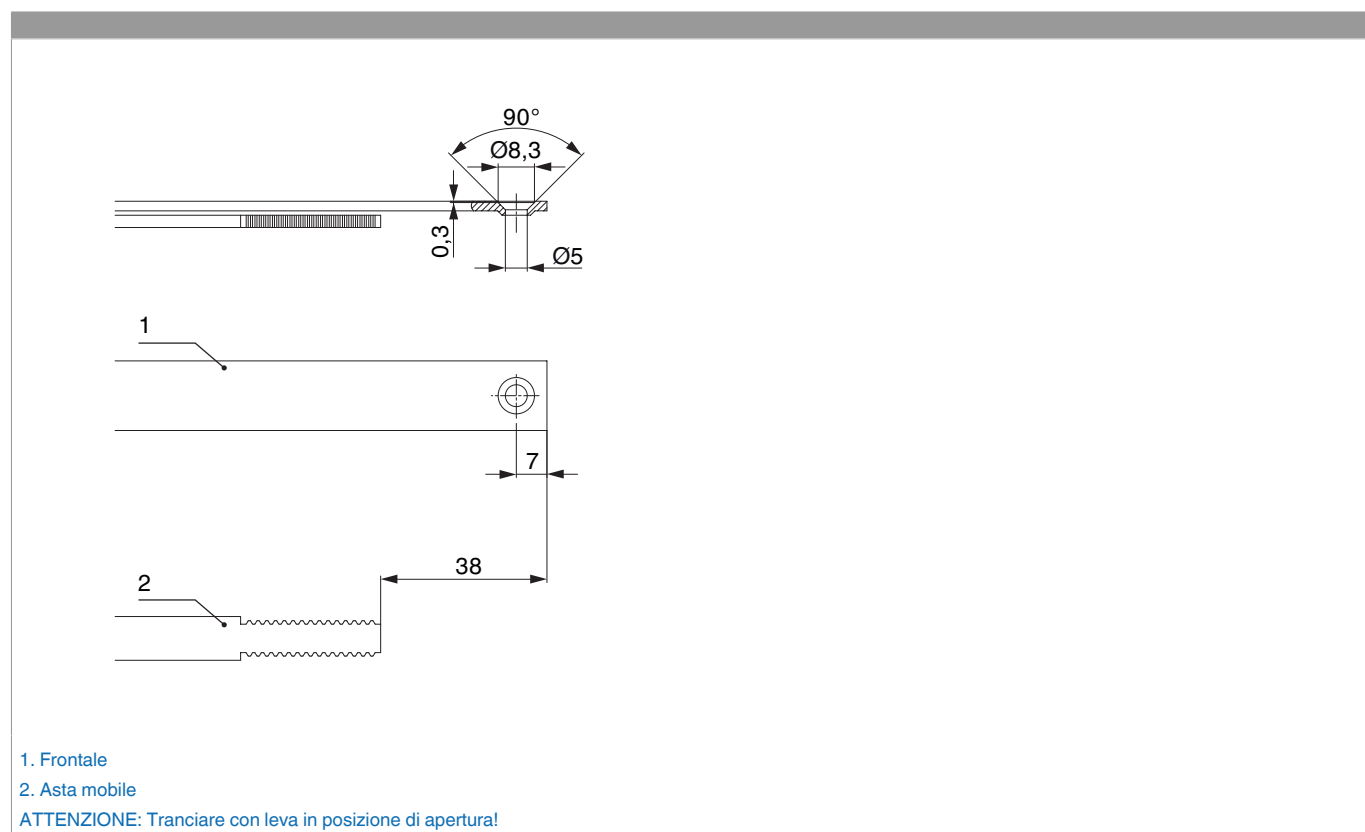 90°
Ø8,3
0,3
Ø5
1
7
38
2
1. Frontale
2. Asta mobile
ATTENZIONE: Tranciare con leva in posizione di apertura!